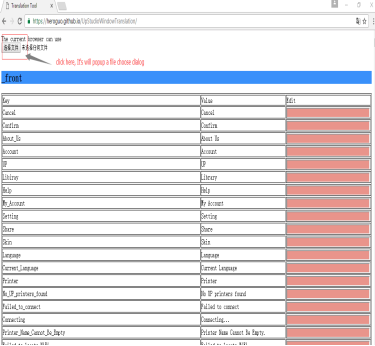 Translation Tool
https://heroguo.github.io/UpStudioWindowTranslation/
The current browser can use
选择文件 未选择任何文件
click here, It's will popup a file choose dialog
_front
Key Value Edit
Cancel Cancel
Confirm Confirm
About_Us About Us
Account Account
UP UP
Libirey Library
Help Help
My_Account My Account
Setting Setting
Share Share
Skin Skin
Language Language
Current_Language Current Language
Printer Printer
No_UP_printers_found No UP printers found
Failed_to_connect Failed to connect
Connecting Connecting...
Printer_Name_Cannot_Be_Empty Printer Name Cannot Be Empty.